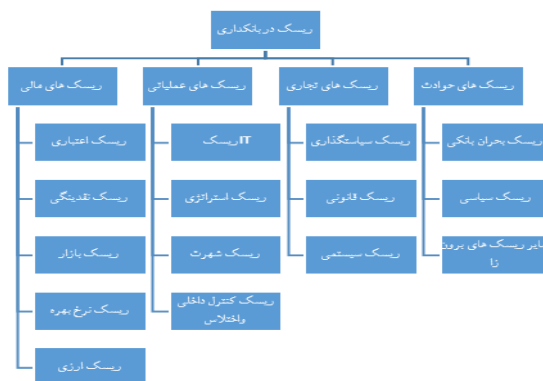 ریسک در بانکداری
ریسک های حوادث
ریسک های تجاری
ریسک های عملیاتی
ریسک های مالی
ریسک بحران بانکی
ریسک سیاستگذاری
ریسک IT
ریسک اعتباری
ریسک سیاسی
ریسک قانونی
ریسک استراتژی
ریسک نقدینگی
سایر ریسک های برون
زا
ریسک سیستمی
ریسک شهرت
ریسک بازار
ریسک کنترل داخلی
واختلاس
ریسک نرخ بهره
ریسک ارزی